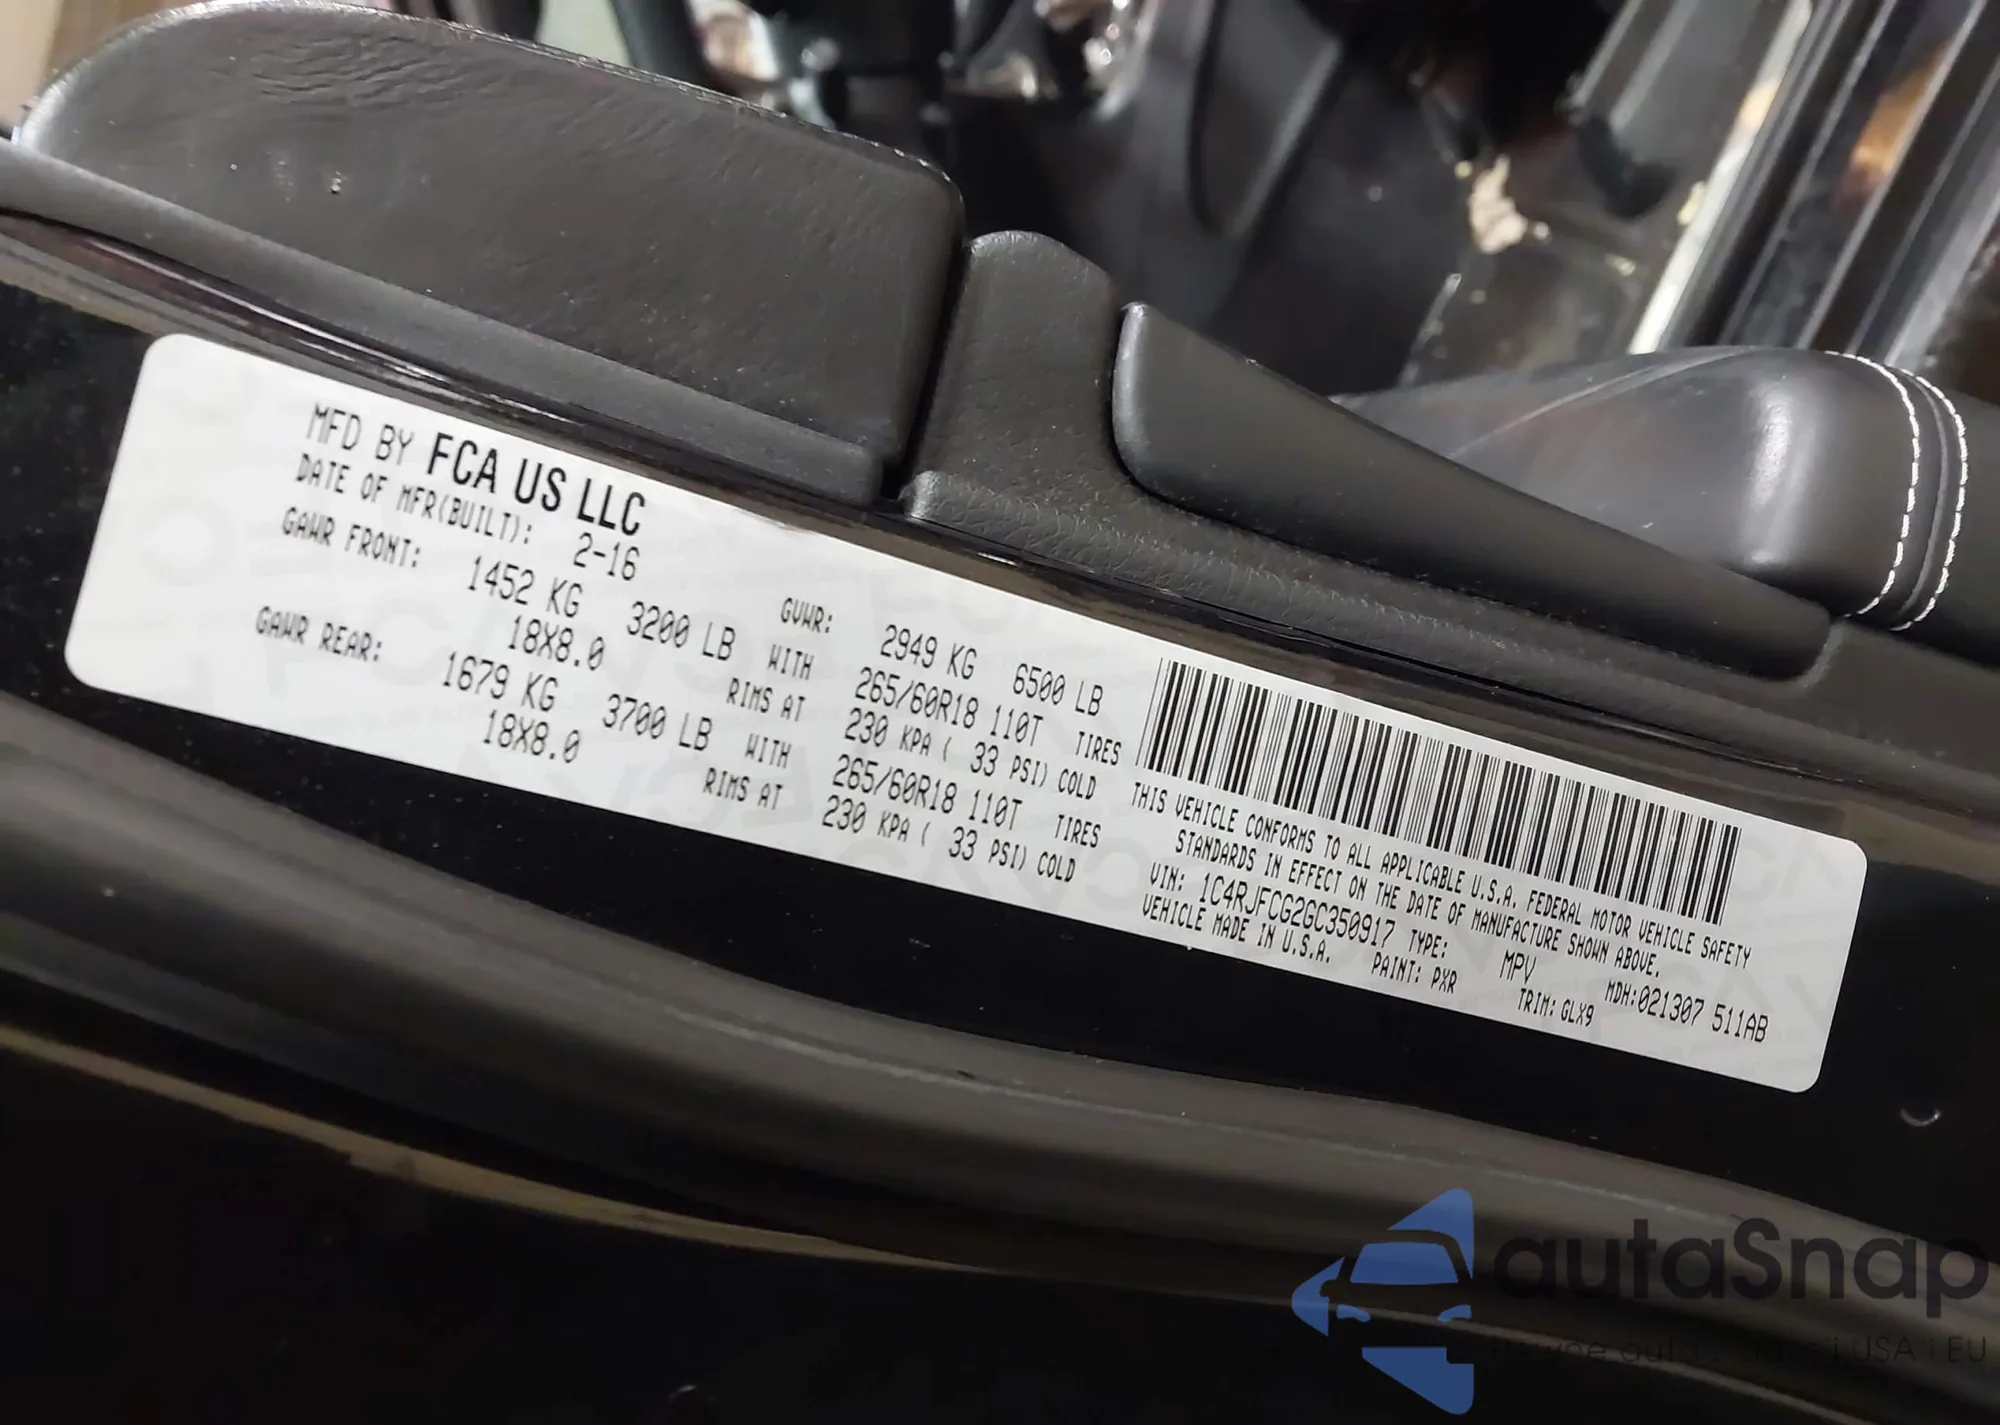 MFD BY FCA US LLC
DATE OF MFR(BUILT): 2-16 GVWR: 2949 KG 6500 LB
GAWR FRONT: 1452 KG 3200 LB WITH 265/60R18 110T TIRES
18X8.0 RIMS AT 230 KPA ( 33 PSI) COLD
GAWR REAR: 1679 KG 3700 LB WITH 265/60R18 110T TIRES
18X8.0 RIMS AT 230 KPA ( 33 PSI) COLD
THIS VEHICLE CONFORMS TO ALL APPLICABLE U.S.A. FEDERAL MOTOR VEHICLE SAFETY
STANDARDS IN EFFECT ON THE DATE OF MANUFACTURE SHOWN ABOVE.
VIN: 1C4RJFCG2GC350917 TYPE: MPV MDH:021307 511AB
VEHICLE MADE IN U.S.A. PAINT: PXR TRIM: GLX9
autaSnap
USA i EU